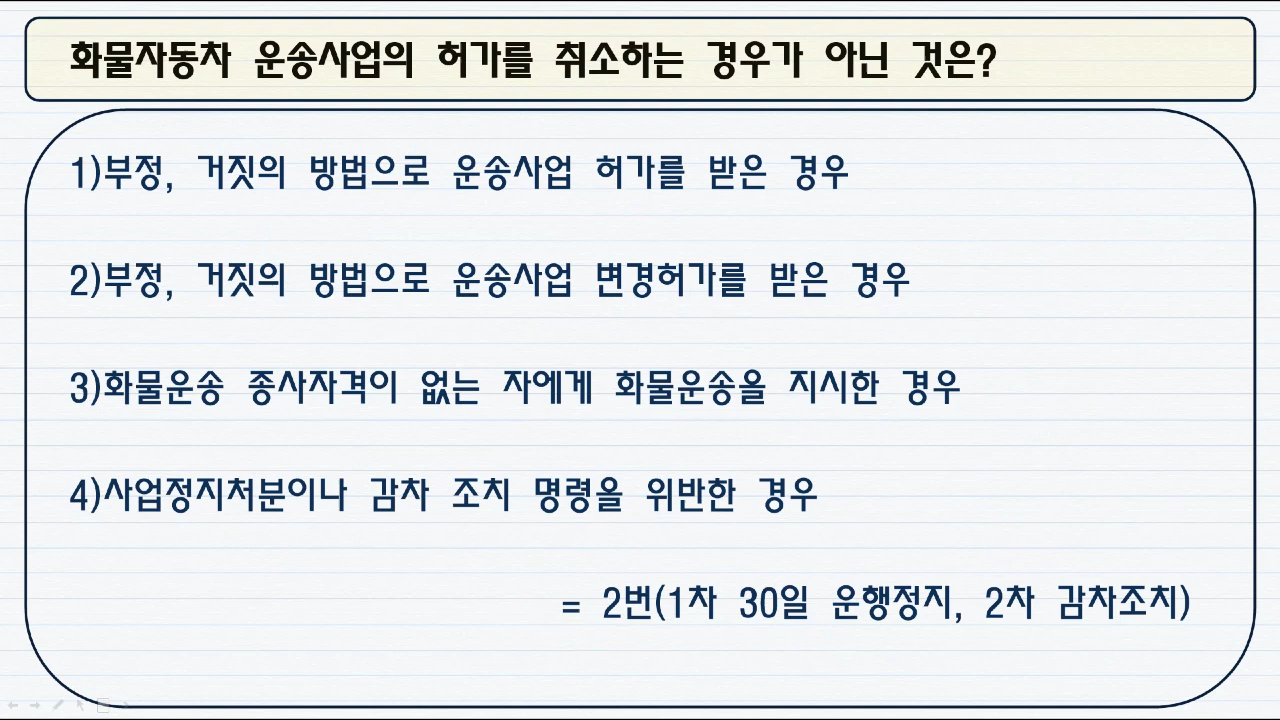 화물자동차 운송사업의 허가를 취소하는 경우가 아닌 것은?
1)부정, 거짓의 방법으로 운송사업 허가를 받은 경우
2)부정, 거짓의 방법으로 운송사업 변경허가를 받은 경우
3)화물운송 종사자격이 없는 자에게 화물운송을 지시한 경우
4)사업정지처분이나 감차 조치 명령을 위반한 경우
= 2번(1차 30일 운행정지, 2차 감차조치)